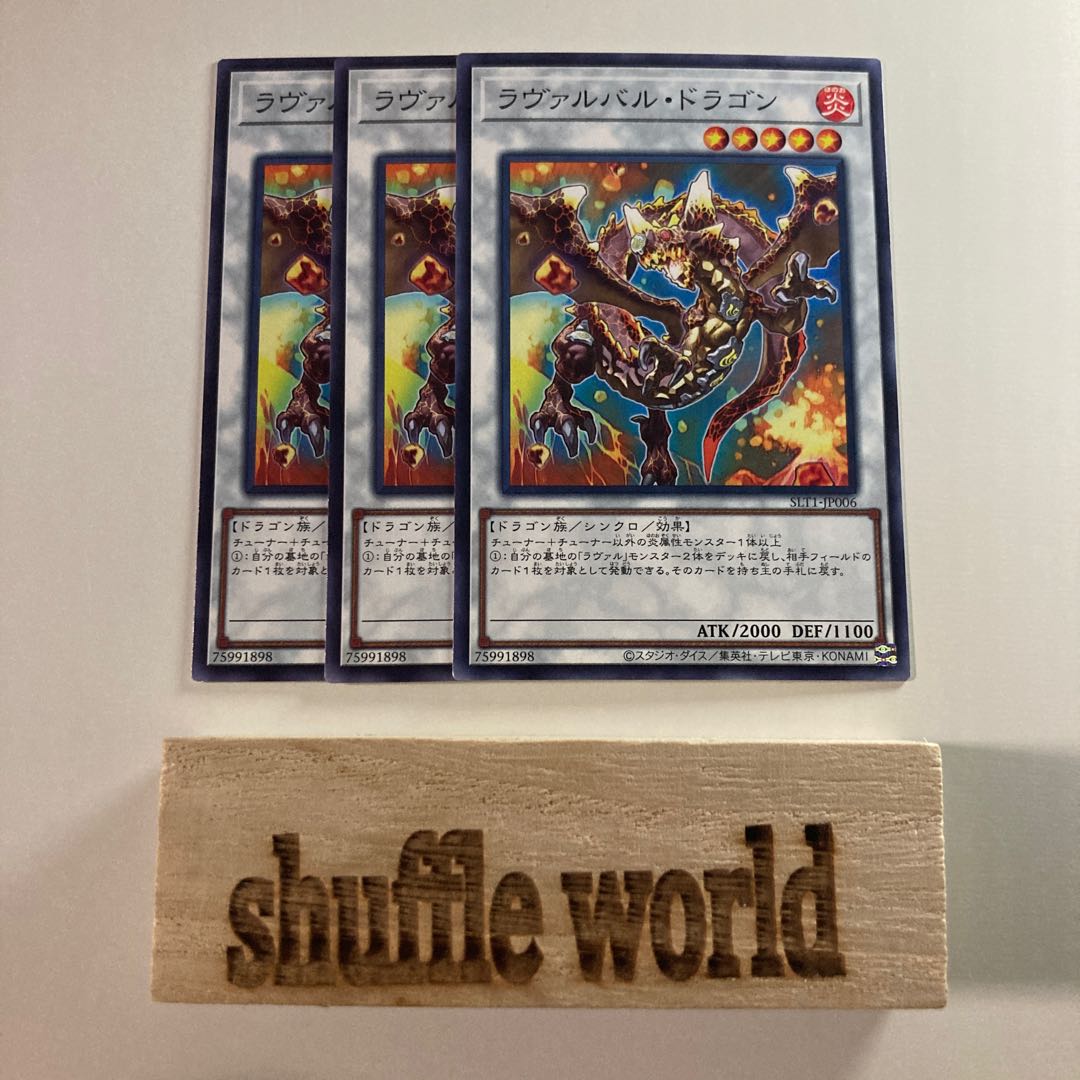 ラヴァル
ラヴァル
ラヴァルバル・ドラゴン
炎
ほのお
SLT1-JP006
【ドラゴン族/
チューナー+チュー
①:自分の墓地の「
カード1枚を対象と
75991898
【ドラゴン族/シ
チューナー+チュー
①:自分の墓地の「
カード1枚を対象と
75991898
【ドラゴン族/シンクロ/効果】
チューナー+チューナー以外の炎属性モンスター1体以上
①:自分の墓地の「ラヴァル」モンスター2体をデッキに戻し、相手フィールドの
カード1枚を対象として発動できる。そのカードを持ち主の手札に戻す。
ATK/2000 DEF/1100
75991898
©スタジオ・ダイス/集英社・テレビ東京・KONAMI
shuffle world